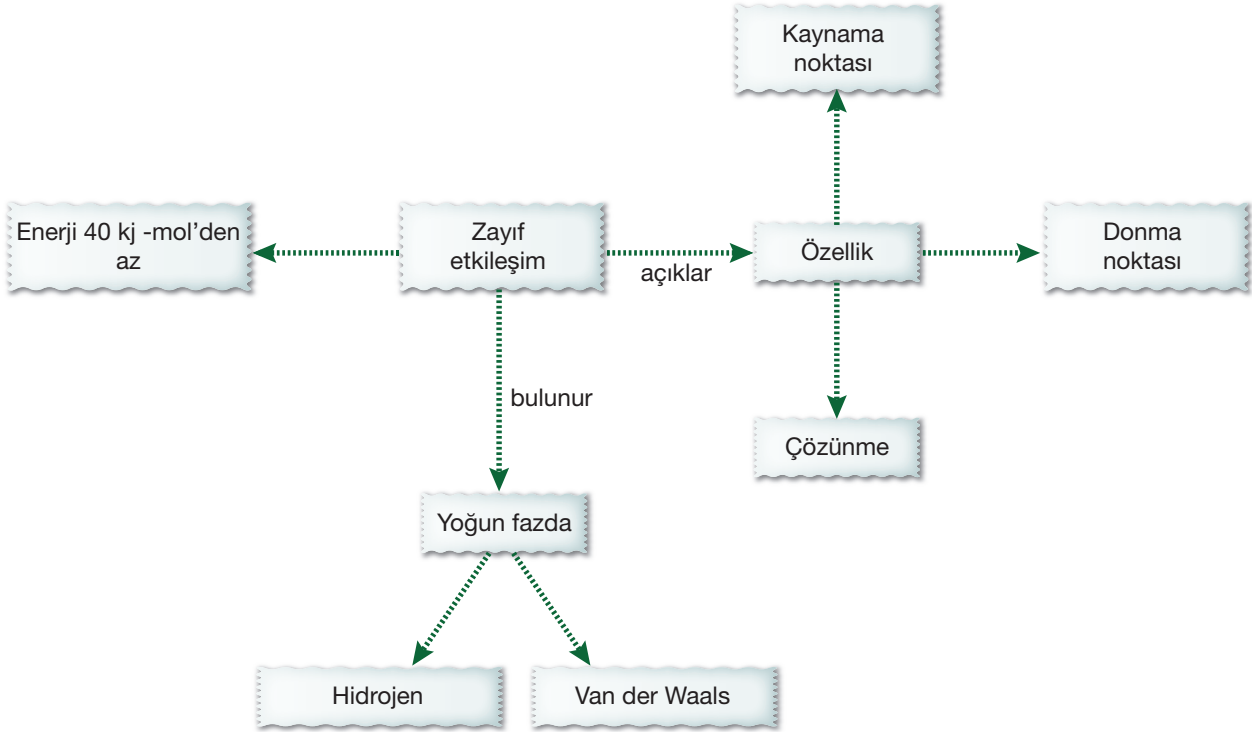 Kaynama
noktası
Enerji 40 kj -mol’den
az
Zayıf
etkileşim
açıklar
Özellik
Donma
noktası
bulunur
Çözünme
Yoğun fazda
Hidrojen
Van der Waals